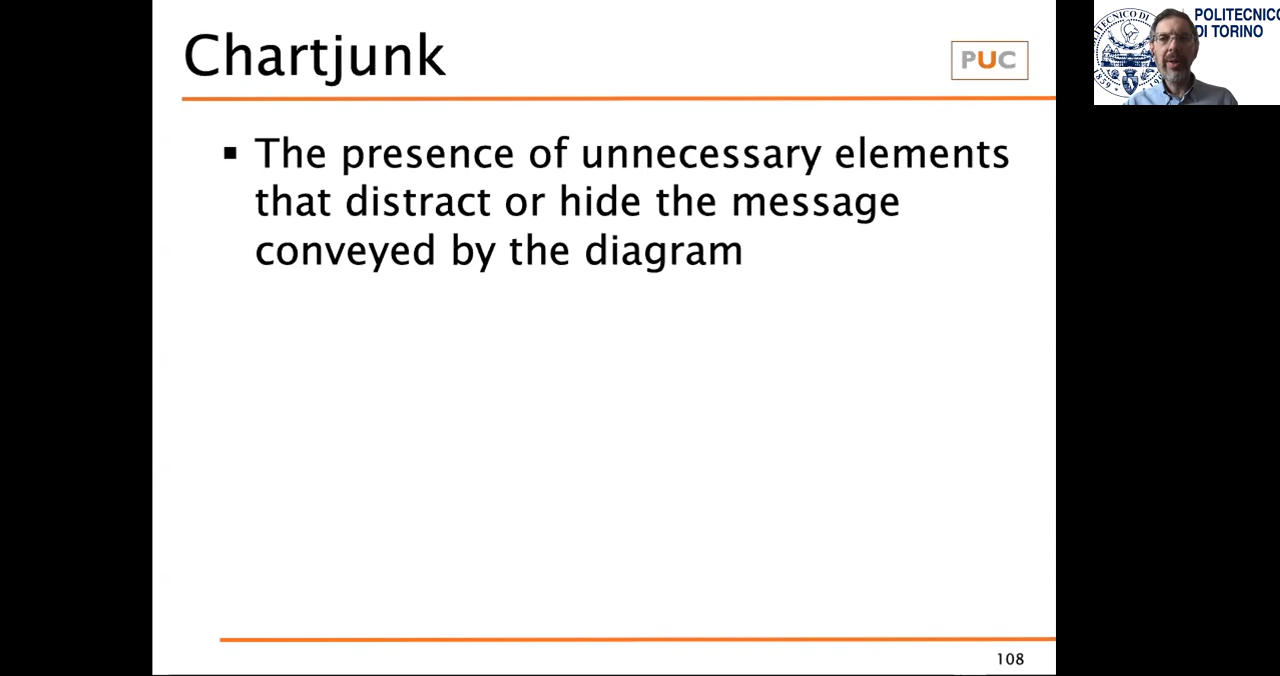 Chartjunk
PUC
▪ The presence of unnecessary elements
that distract or hide the message
conveyed by the diagram
108
POLITECNICO
DI TORINO